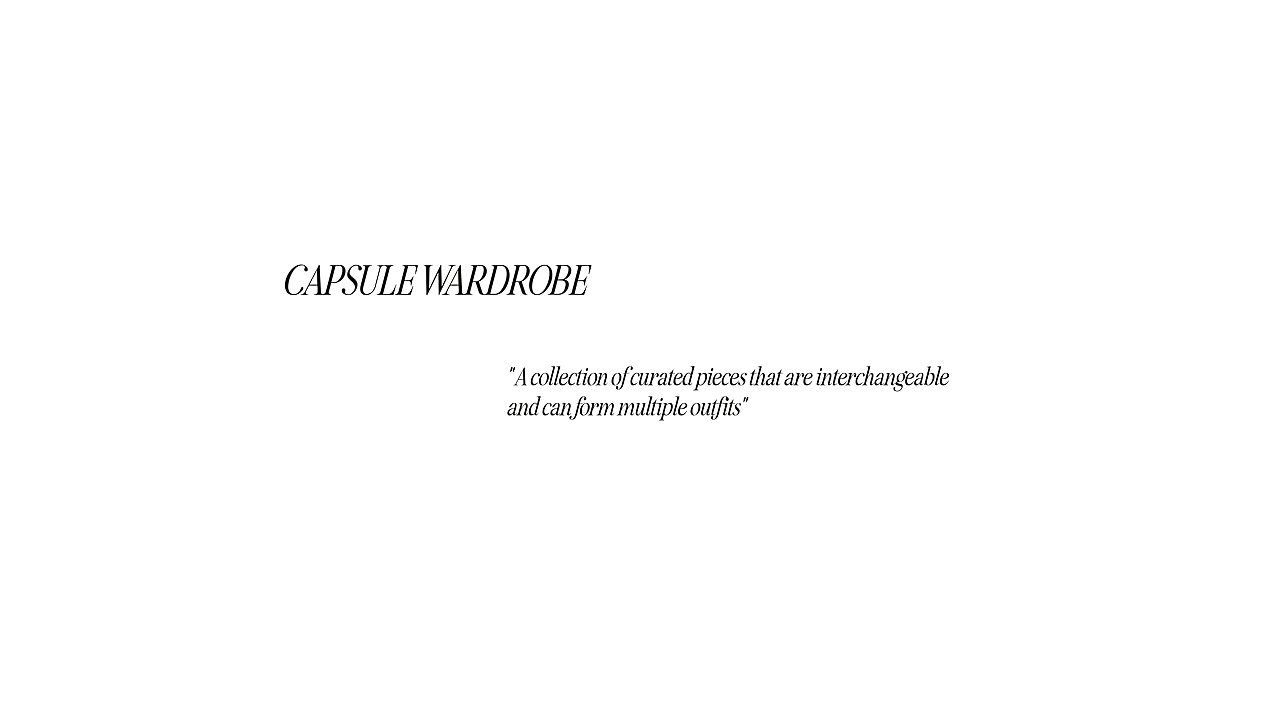 CAPSULE WARDROBE
"A collection of curated pieces that are interchangeable
and can form multiple outfits"